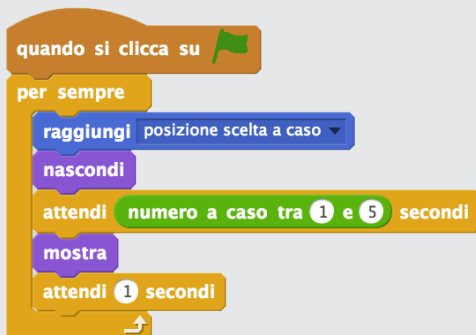 quando si clicca su
per sempre
raggiungi posizione scelta a caso
nascondi
attendi numero a caso tra 1 e 5 secondi
mostra
attendi 1 secondi